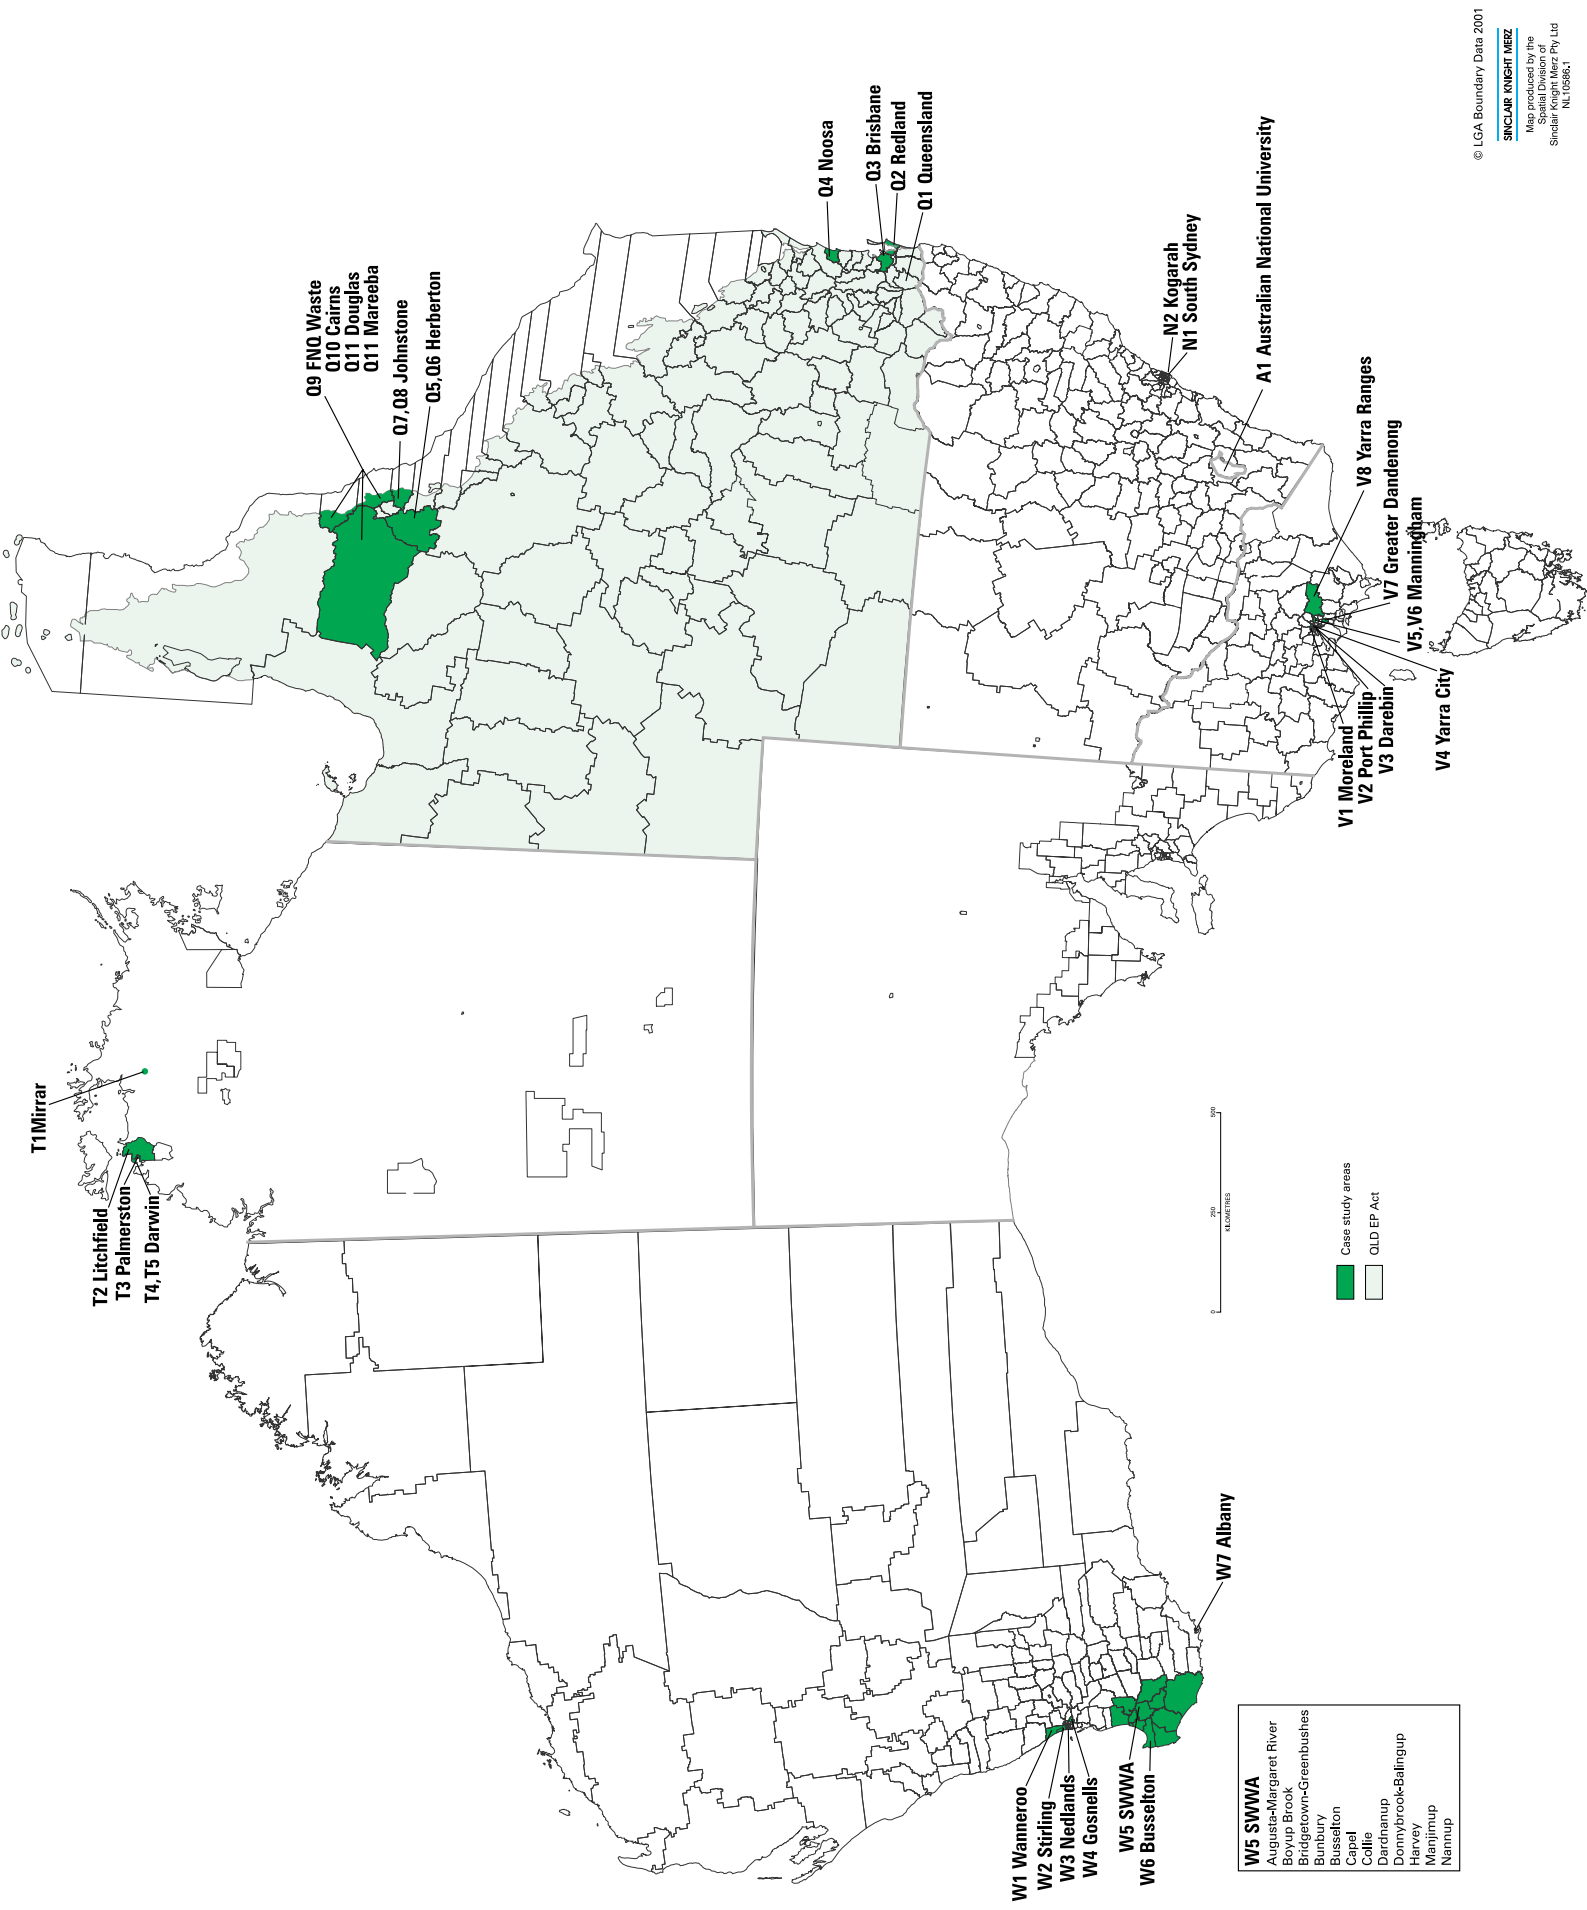 T1Mirrar
T2 Litchfield
T3 Palmerston
T4,T5 Darwin
Q9 FNQ Waste
Q10 Cairns
Q11 Douglas
Q11 Mareeba
Q7,Q8 Johnstone
Q5,Q6 Herberton
Q4 Noosa
Q3 Brisbane
Q2 Redland
Q1 Queensland
N2 Kogarah
N1 South Sydney
A1 Australian National University
V8 Yarra Ranges
V7 Greater Dandenong
V5,V6 Manningham
V4 Yarra City
V3 Darebin
V2 Port Phillip
V1 Moreland
W1 Wanneroo
W2 Stirling
W3 Nedlands
W4 Gosnells
W5 SWWA
W6 Busselton
W7 Albany
W5 SWWA
Augusta-Margaret River
Boyup Brook
Bridgetown-Greenbushes
Bunbury
Busselton
Capel
Collie
Dardnanup
Donnybrook-Balingup
Harvey
Manjimup
Nannup
0 250 500
KILOMETRES
Case study areas
QLD EP Act
© LGA Boundary Data 2001
SINCLAIR KNIGHT MERZ
Map produced by the
Spatial Division of
Sinclair Knight Merz Pty Ltd
NL10586.1